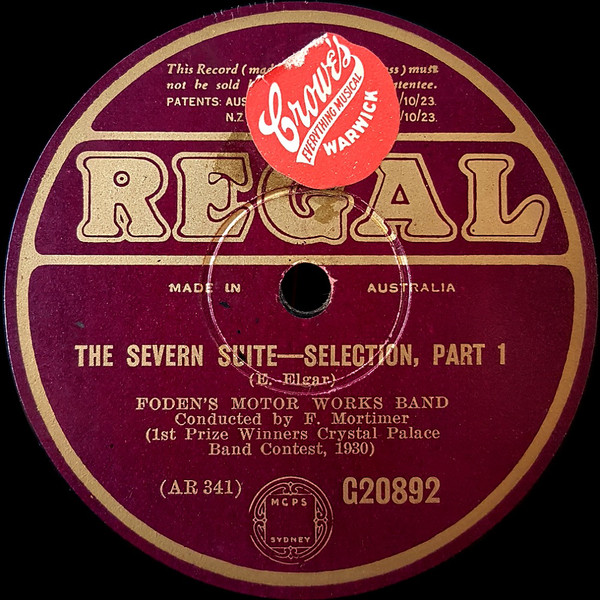 This Record (mad ss) must
not be sold b atentee.
PATENTS: AUS /10/23.
N.Z /10/23.
Crowe's
EVERYTHING MUSICAL
WARWICK
REGAL
MADE IN AUSTRALIA
THE SEVERN SUITE—SELECTION, PART 1
(E. Elgar)
FODEN'S MOTOR WORKS BAND
Conducted by F. Mortimer
(1st Prize Winners Crystal Palace
Band Contest, 1930)
(AR 341) G20892
MCPS
SYDNEY